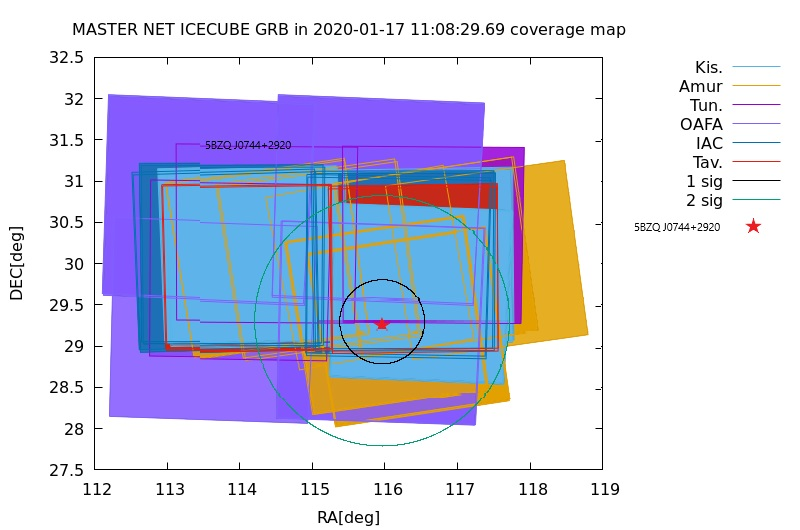 MASTER NET ICECUBE GRB in 2020-01-17 11:08:29.69 coverage map
DEC[deg]
32.5
32
31.5
31
30.5
30
29.5
29
28.5
28
27.5
5BZQ J0744+2920
112 113 114 115 116 117 118 119
RA[deg]
Kis.
Amur
Tun.
OAFA
IAC
Tav.
1 sig
2 sig
5BZQ J0744+2920